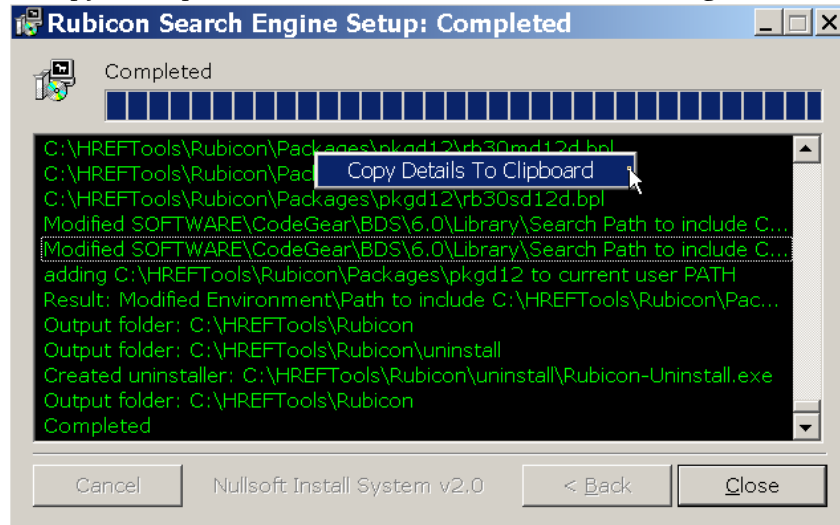 Rubicon Search Engine Setup: Completed
Completed
C:\HREFTools\Rubicon\Packages\pkgd12\rb30md12d.bpl
C:\HREFTools\Rubicon\Pac
Copy Details To Clipboard
C:\HREFTools\Rubicon\Packages\pkgd12\rb30sd12d.bpl
Modified SOFTWARE\CodeGear\BDS\6.0\Library\Search Path to include C...
Modified SOFTWARE\CodeGear\BDS\6.0\Library\Search Path to include C...
adding C:\HREFTools\Rubicon\Packages\pkgd12 to current user PATH
Result: Modified Environment\Path to include C:\HREFTools\Rubicon\Pac...
Output folder: C:\HREFTools\Rubicon
Output folder: C:\HREFTools\Rubicon\uninstall
Created uninstaller: C:\HREFTools\Rubicon\uninstall\Rubicon-Uninstall.exe
Output folder: C:\HREFTools\Rubicon
Completed
Cancel
Nullsoft Install System v2.0
< Back
Close